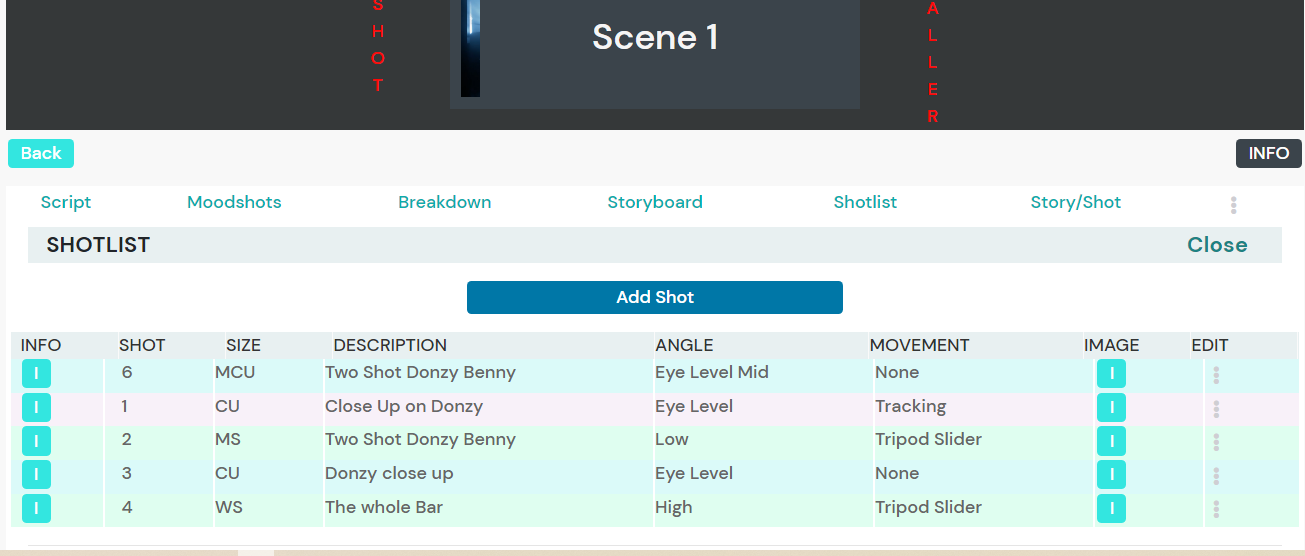 S
H
O
T
A
L
L
E
R
Scene 1
Back
INFO
Script Moodshots Breakdown Storyboard Shotlist Story/Shot
SHOTLIST Close
Add Shot
INFO SHOT SIZE DESCRIPTION ANGLE MOVEMENT IMAGE EDIT
I 6 MCU Two Shot Donzy Benny Eye Level Mid None I
I 1 CU Close Up on Donzy Eye Level Tracking I
I 2 MS Two Shot Donzy Benny Low Tripod Slider I
I 3 CU Donzy close up Eye Level None I
I 4 WS The whole Bar High Tripod Slider I